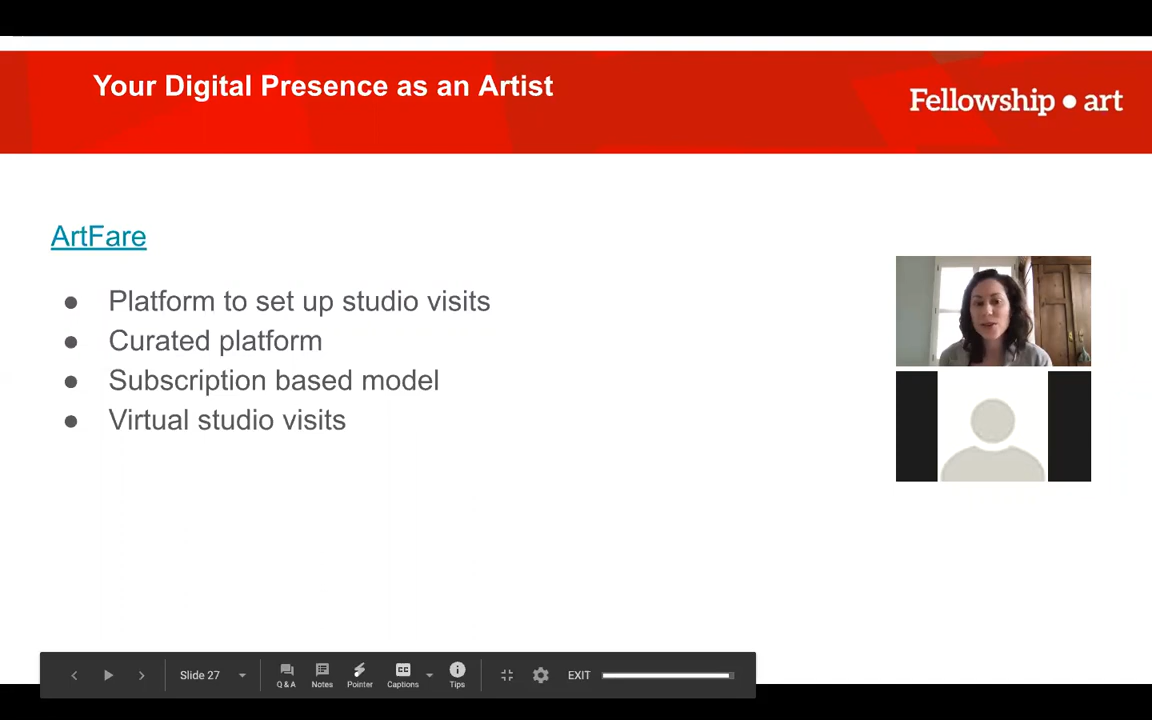 Your Digital Presence as an Artist
Fellowship ● art
ArtFare
● Platform to set up studio visits
● Curated platform
● Subscription based model
● Virtual studio visits
Slide 27
Q & A
Notes
Pointer
CC
Captions
Tips
EXIT